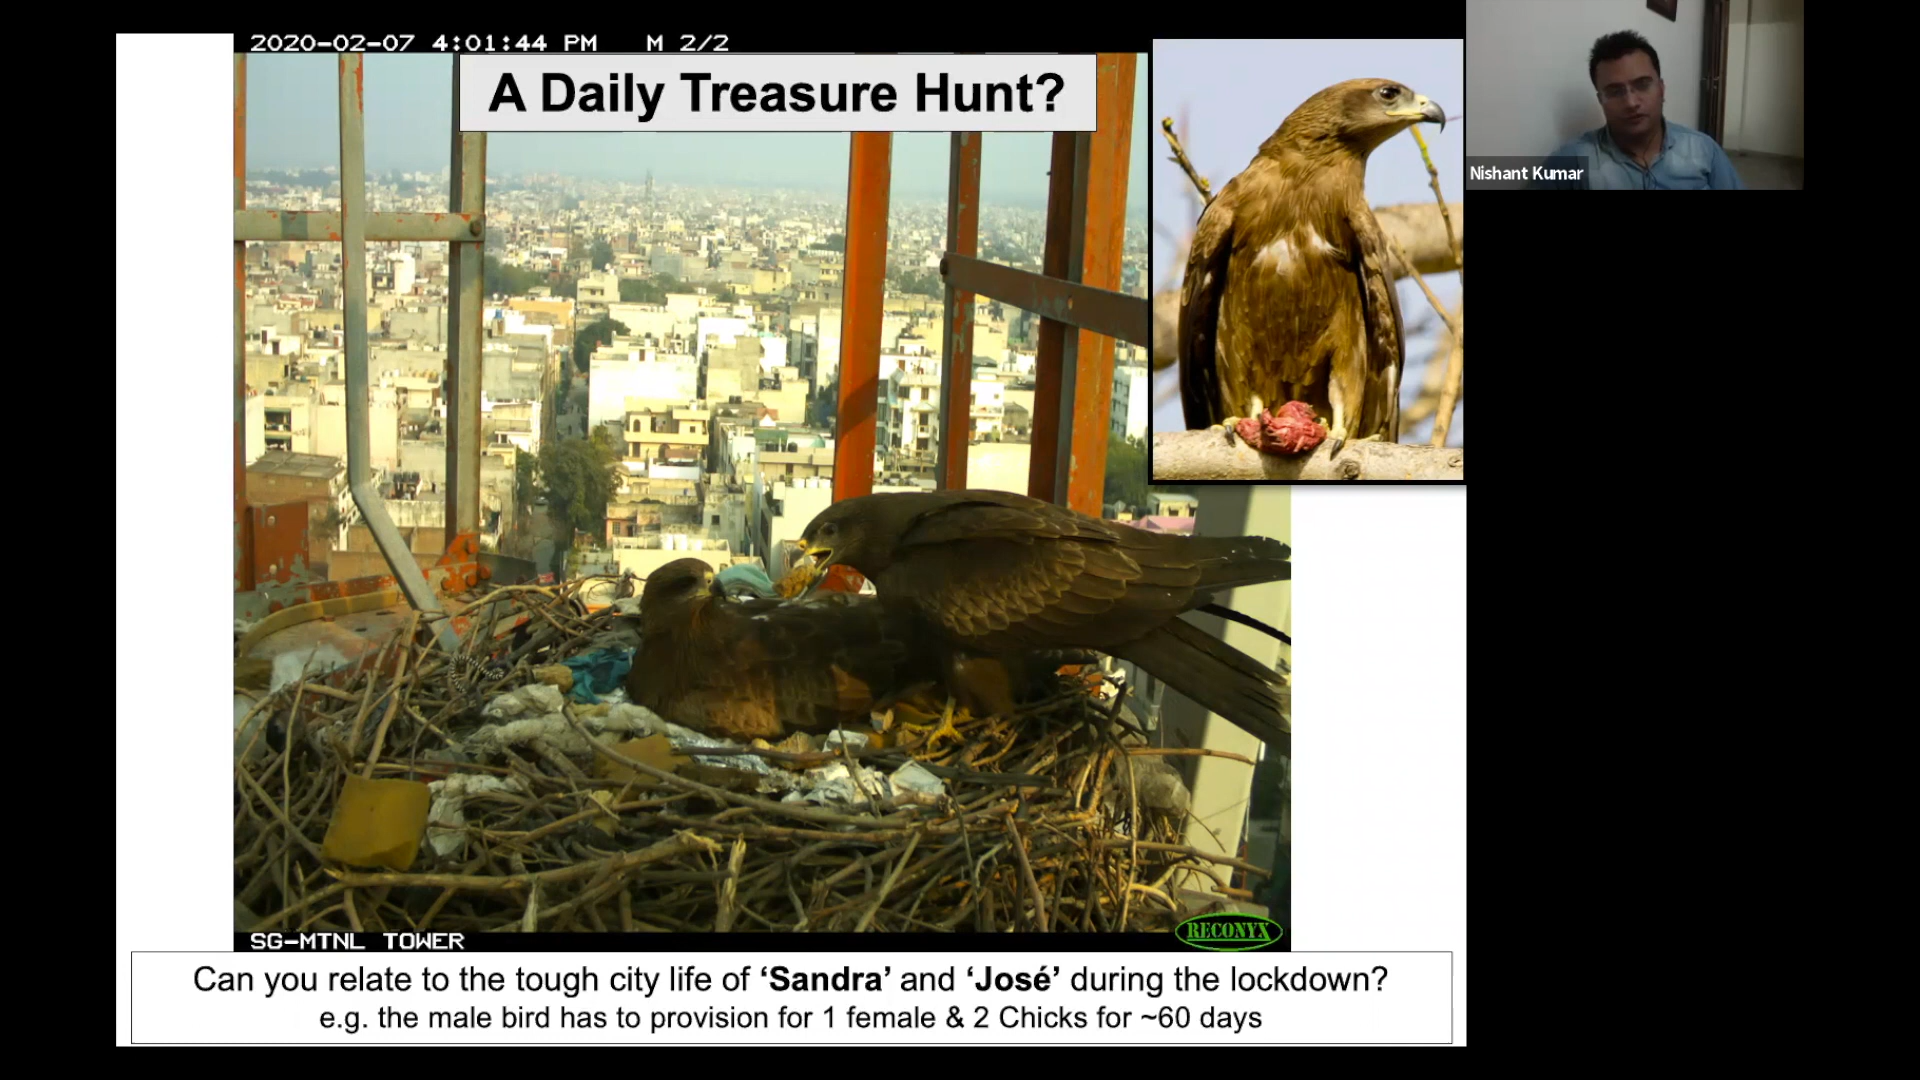 2020-02-07 4:01:44 PM M 2/2
A Daily Treasure Hunt?
Nishant Kumar
RECONYX
SG-MTNL TOWER
Can you relate to the tough city life of ‘Sandra’ and ‘José’ during the lockdown?
e.g. the male bird has to provision for 1 female & 2 Chicks for ~60 days